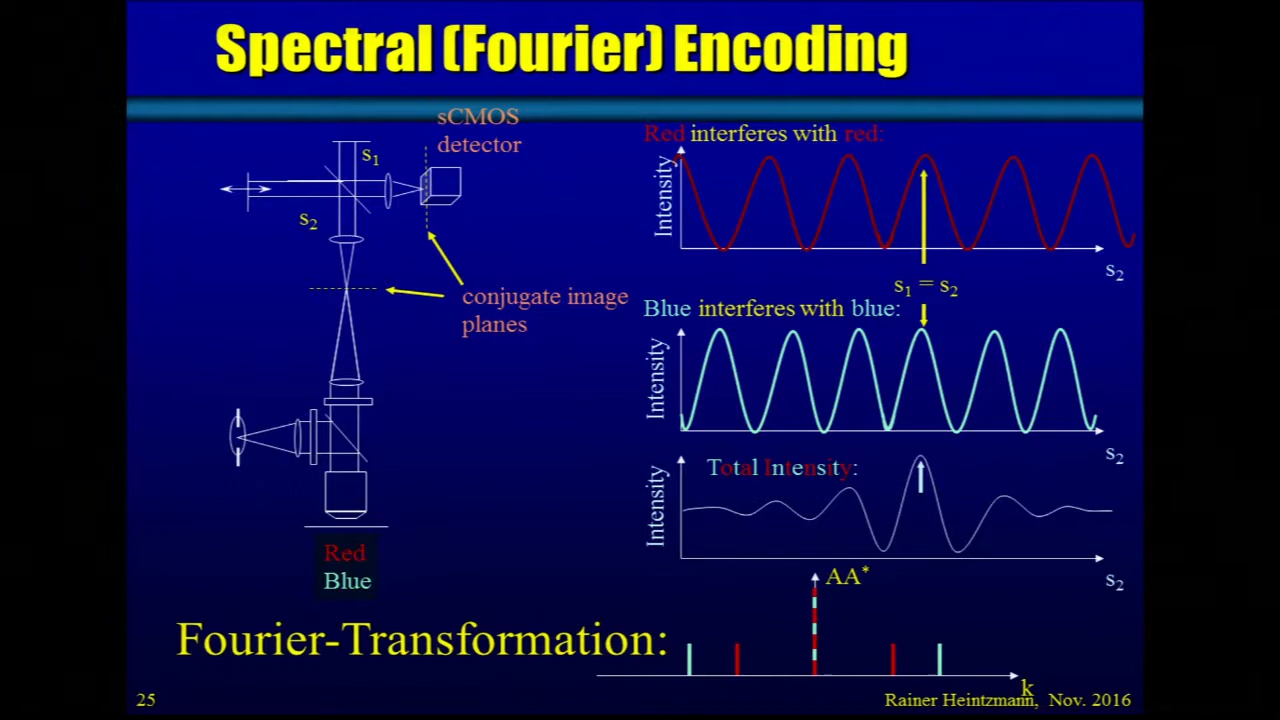 Spectral (Fourier) Encoding
sCMOS
detector
s1
s2
conjugate image
planes
Red
Blue
Red interferes with red:
Intensity
s2
s1 = s2
Blue interferes with blue:
Intensity
s2
Total Intensity:
Intensity
s2
AA*
Fourier-Transformation:
k
25
Rainer Heintzmann, Nov. 2016